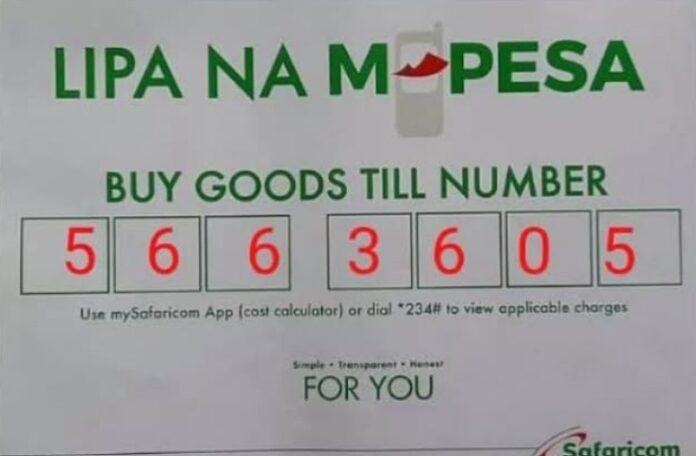 LIPA NA M-PESA
BUY GOODS TILL NUMBER
5 6 6 3 6 0 5
Use mySafaricom App (cost calculator) or dial *234# to view applicable charges
Simple • Transparent • Honest
FOR YOU
Safaricom